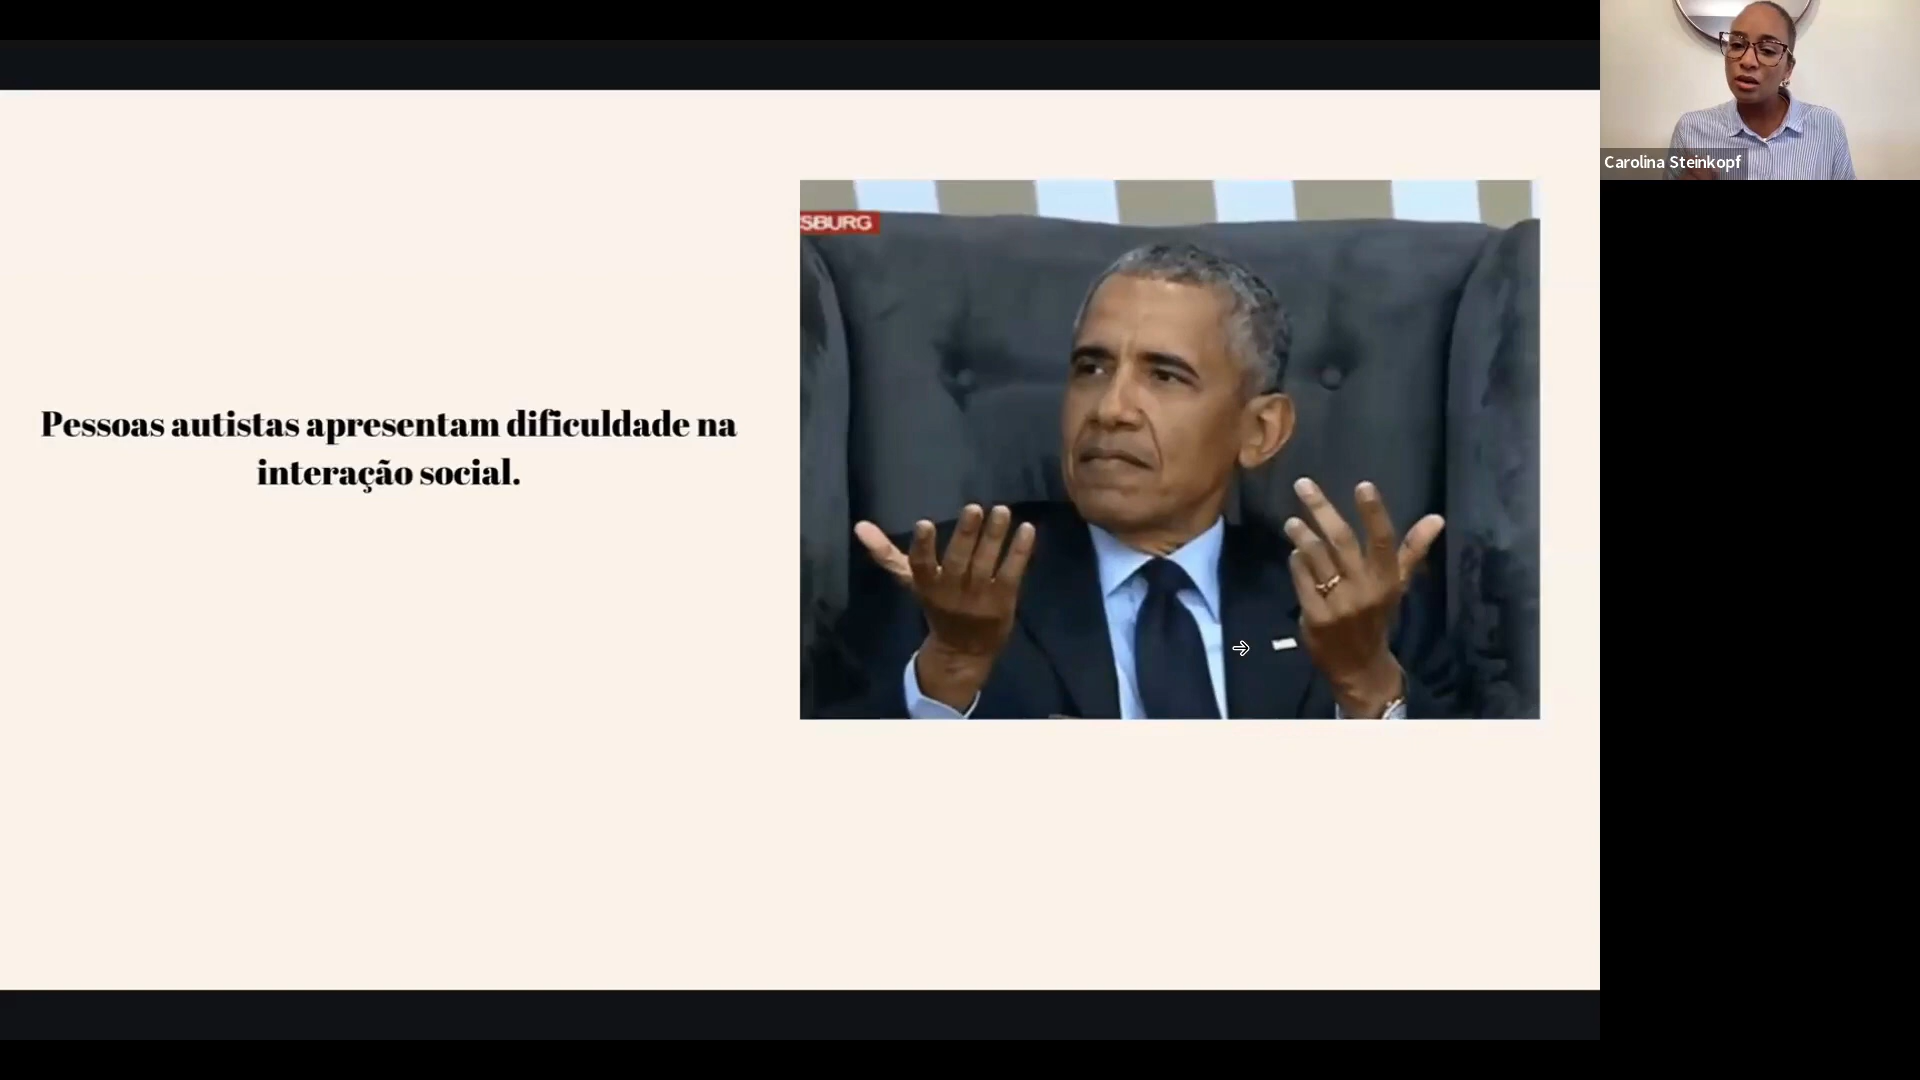 SBURG
Pessoas autistas apresentam dificuldade na
interação social.
Carolina Steinkopf